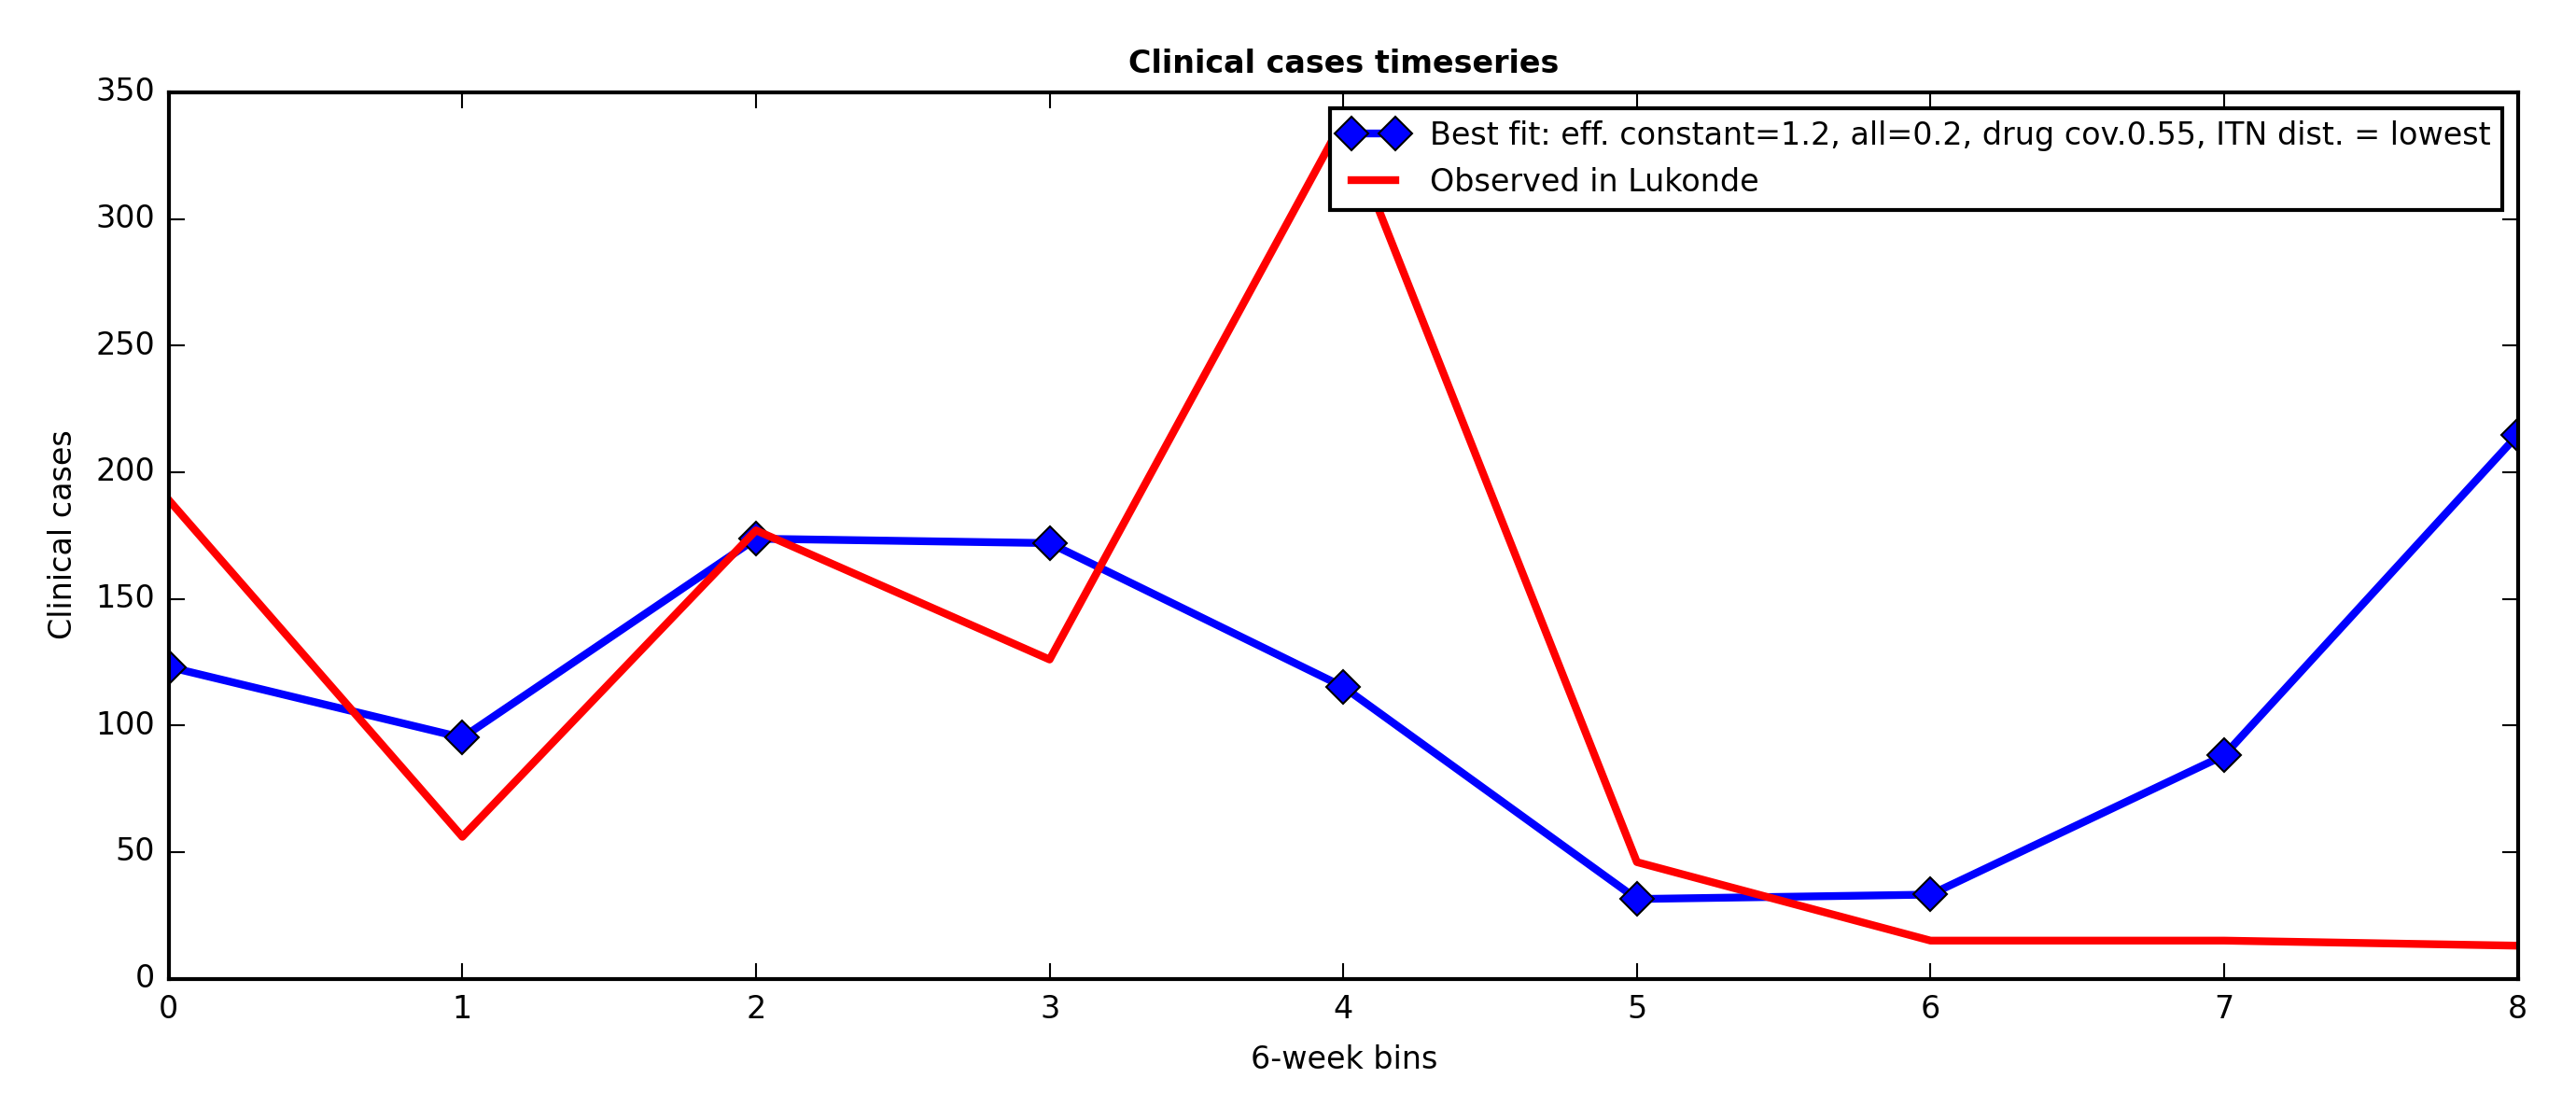 Clinical cases timeseries
350
300
250
200
150
100
50
0
Clinical cases
Best fit: eff. constant=1.2, all=0.2, drug cov.0.55, ITN dist. = lowest
Observed in Lukonde
0 1 2 3 4 5 6 7 8
6-week bins